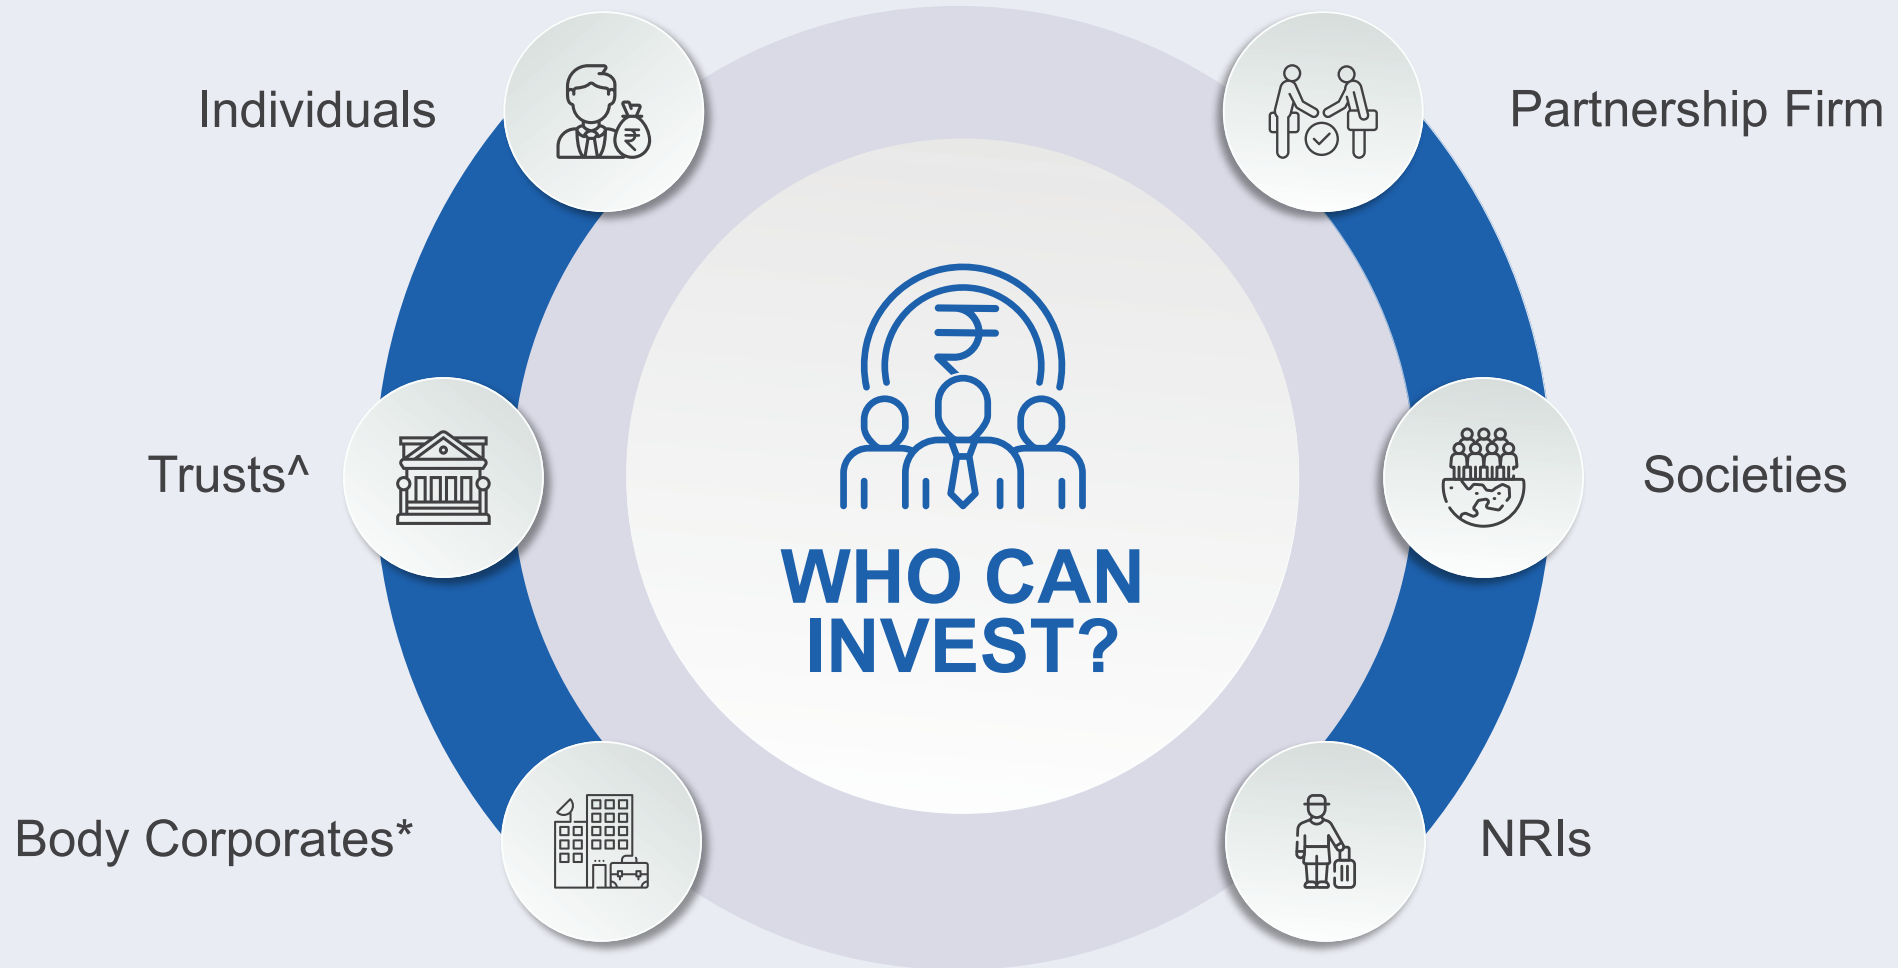 Individuals
Partnership Firm
Trusts^
₹
WHO CAN
INVEST?
Societies
Body Corporates*
NRIs